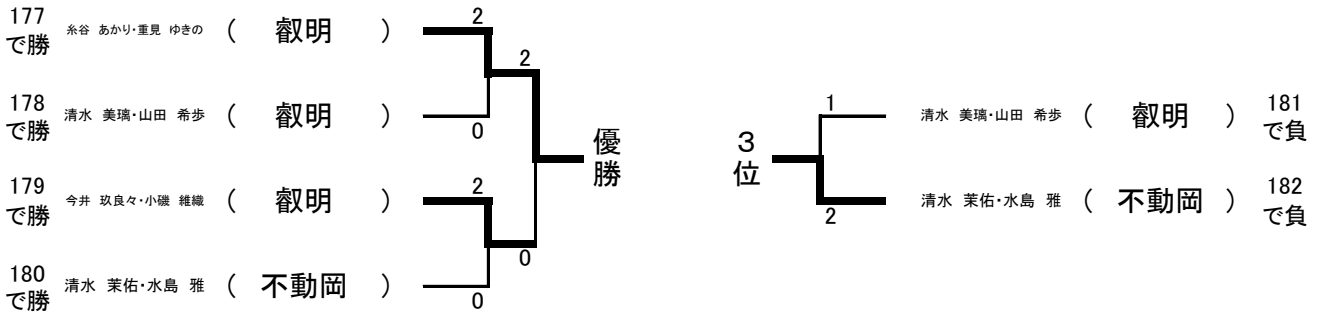 177
で勝
糸谷 あかり・重見 ゆきの ( 叡明 )
2
2
178
で勝
清水 美璃・山田 希歩 ( 叡明 )
0
優勝
179
で勝
今井 玖良々・小磯 維織 ( 叡明 )
2
0
180
で勝
清水 茉佑・水島 雅 ( 不動岡 )
0
3位
1
清水 美璃・山田 希歩 ( 叡明 )
181
で負
2
清水 茉佑・水島 雅 ( 不動岡 )
182
で負